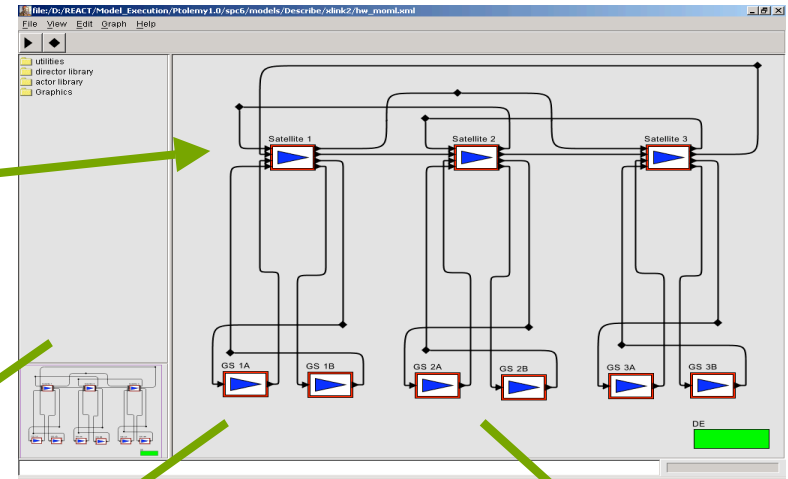 file:/D:/REACT/Model_Execution/Ptolemy1.0/spc6/models/Describe/xlink2/hw_moml.xml
File View Edit Graph Help
utilities
director library
actor library
Graphics
Satellite 1
Satellite 2
Satellite 3
GS 1A
GS 1B
GS 2A
GS 2B
GS 3A
GS 3B
DE